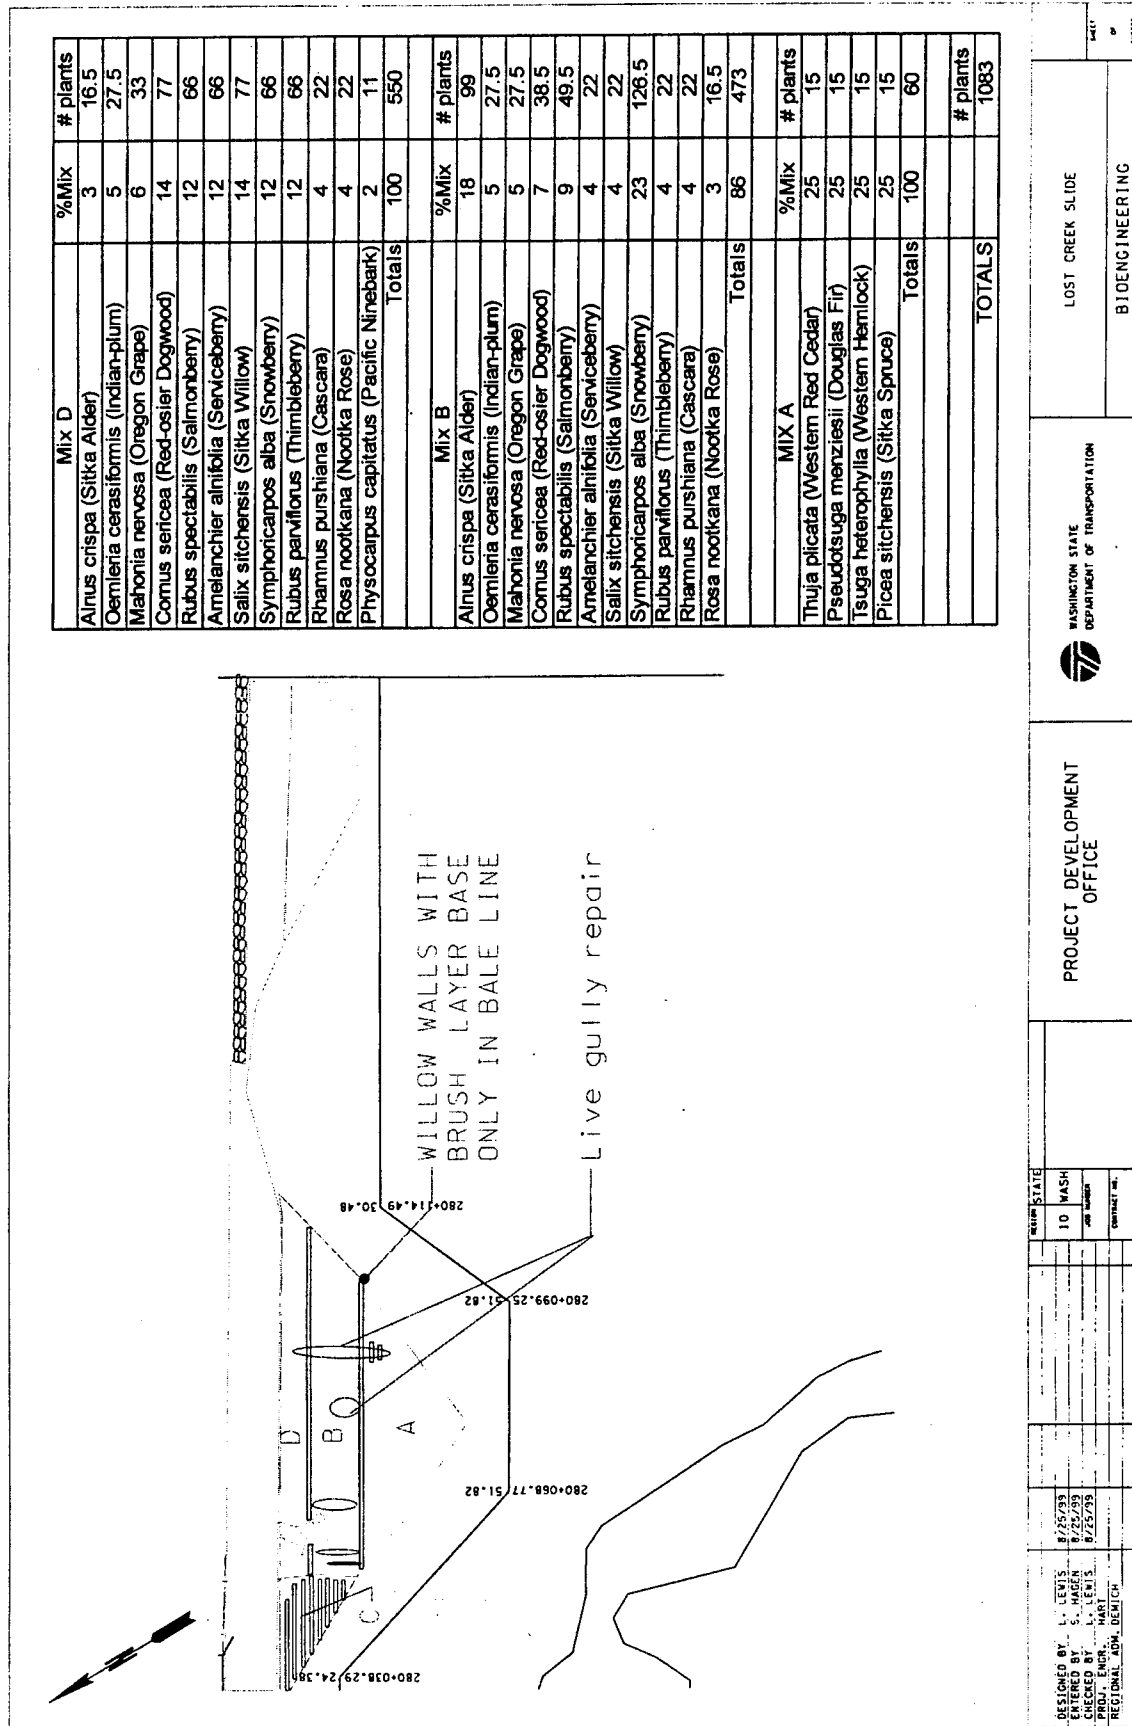 Mix D %Mix # plants
Alnus crispa (Sitka Alder) 3 16.5
Oemleria cerasiformis (Indian-plum) 5 27.5
Mahonia nervosa (Oregon Grape) 6 33
Cornus sericea (Red-osier Dogwood) 14 77
Rubus spectabilis (Salmonberry) 12 66
Amelanchier alnifolia (Serviceberry) 12 66
Salix sitchensis (Sitka Willow) 14 77
Symphoricarpos alba (Snowberry) 12 66
Rubus parviflorus (Thimbleberry) 12 66
Rhamnus purshiana (Cascara) 4 22
Rosa nootkana (Nootka Rose) 4 22
Physocarpus capitatus (Pacific Ninebark) 2 11
Totals 100 550
Mix B %Mix # plants
Alnus crispa (Sitka Alder) 18 99
Oemleria cerasiformis (Indian-plum) 5 27.5
Mahonia nervosa (Oregon Grape) 5 27.5
Cornus sericea (Red-osier Dogwood) 7 38.5
Rubus spectabilis (Salmonberry) 9 49.5
Amelanchier alnifolia (Serviceberry) 4 22
Salix sitchensis (Sitka Willow) 4 22
Symphoricarpos alba (Snowberry) 23 126.5
Rubus parviflorus (Thimbleberry) 4 22
Rhamnus purshiana (Cascara) 4 22
Rosa nootkana (Nootka Rose) 3 16.5
Totals 86 473
MIX A %Mix # plants
Thuja plicata (Western Red Cedar) 25 15
Pseudotsuga menziesii (Douglas Fir) 25 15
Tsuga heterophylla (Western Hemlock) 25 15
Picea sitchensis (Sitka Spruce) 25 15
Totals 100 60
# plants
TOTALS 1083
N
D
B
A
C
WILLOW WALLS WITH
BRUSH LAYER BASE
ONLY IN BALE LINE
Live gully repair
280+038.29 24.38
280+068.77 51.82
280+099.25 51.82
280+114.49 30.48
DESIGNED BY L. LEWIS 8/25/99
ENTERED BY S. HAGEN 8/25/99
CHECKED BY L. LEWIS 8/25/99
PROJ. ENGR. HART
REGIONAL ADM. DEMICH
REGION STATE
10 WASH
JOB NUMBER
CONTRACT NO.
PROJECT DEVELOPMENT
OFFICE
WASHINGTON STATE
DEPARTMENT OF TRANSPORTATION
LOST CREEK SLIDE
BIOENGINEERING
SHEET
OF